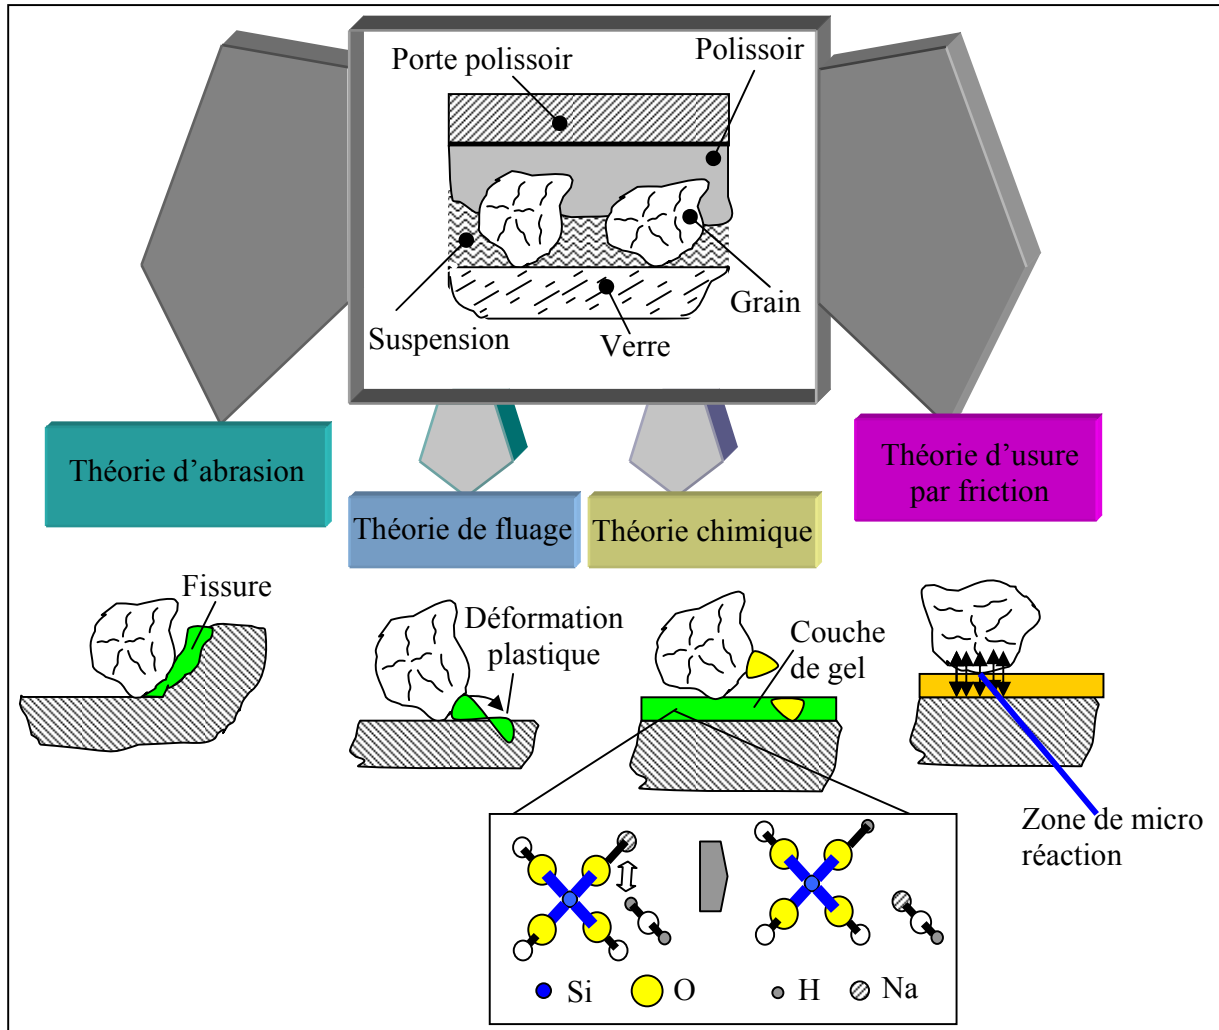 Porte polissoir
Polissoir
Suspension
Verre
Grain
Théorie d'abrasion
Théorie de fluage
Théorie chimique
Théorie d'usure
par friction
Fissure
Déformation
plastique
Couche
de gel
Zone de micro
réaction
Si
O
H
Na